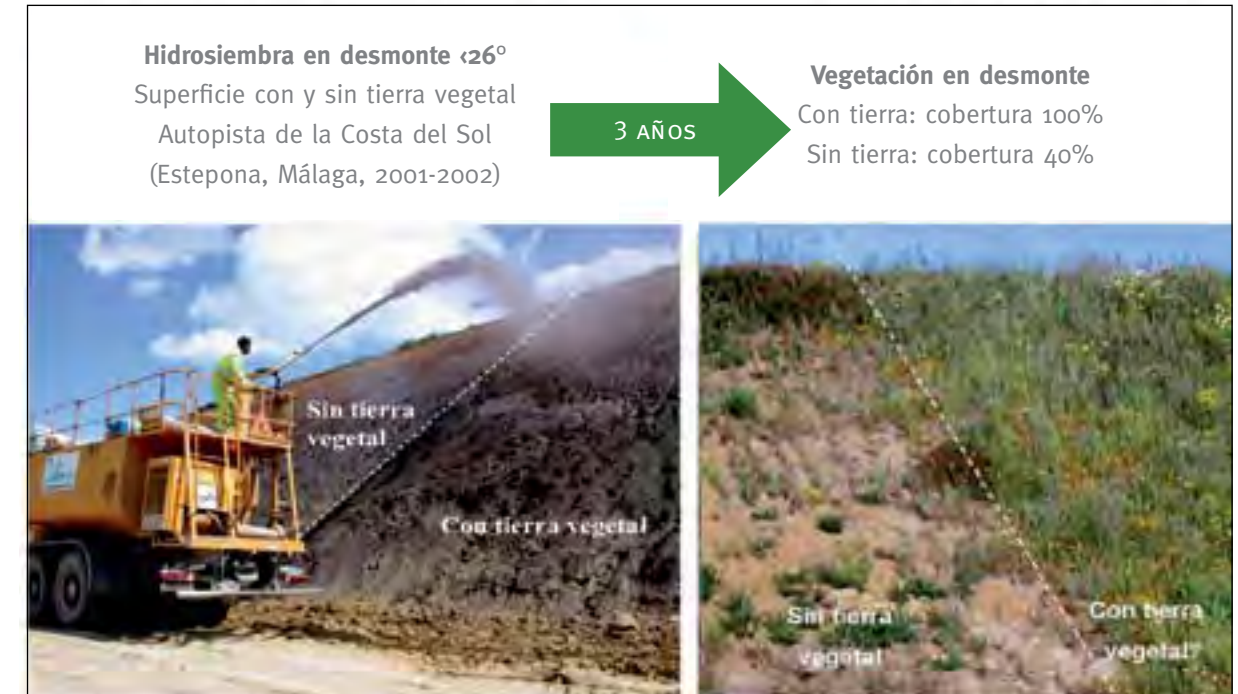 Hidrosiembra en desmonte <26°
Superficie con y sin tierra vegetal
Autopista de la Costa del Sol
(Estepona, Málaga, 2001-2002)
3 AÑOS
Vegetación en desmonte
Con tierra: cobertura 100%
Sin tierra: cobertura 40%
Sin tierra
vegetal
Con tierra vegetal
Sin tierra
vegetal
Con tierra
vegetal